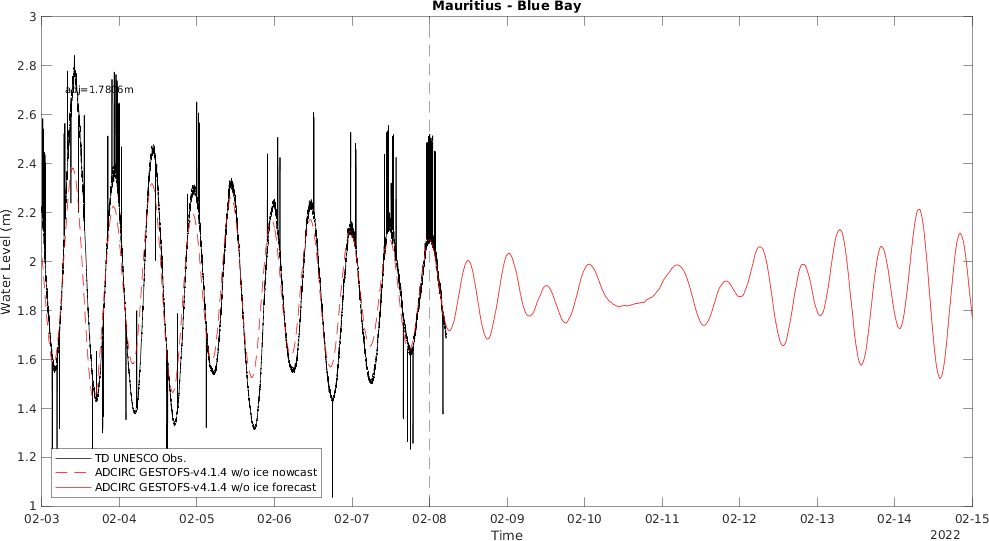 Mauritius - Blue Bay
3
2.8
2.6
2.4
2.2
2
1.8
1.6
1.4
1.2
1
Water Level (m)
TD UNESCO Obs.
ADCIRC GESTOFS-v4.1.4 w/o ice nowcast
ADCIRC GESTOFS-v4.1.4 w/o ice forecast
02-03 02-04 02-05 02-06 02-07 02-08 02-09 02-10 02-11 02-12 02-13 02-14 02-15
Time
2022